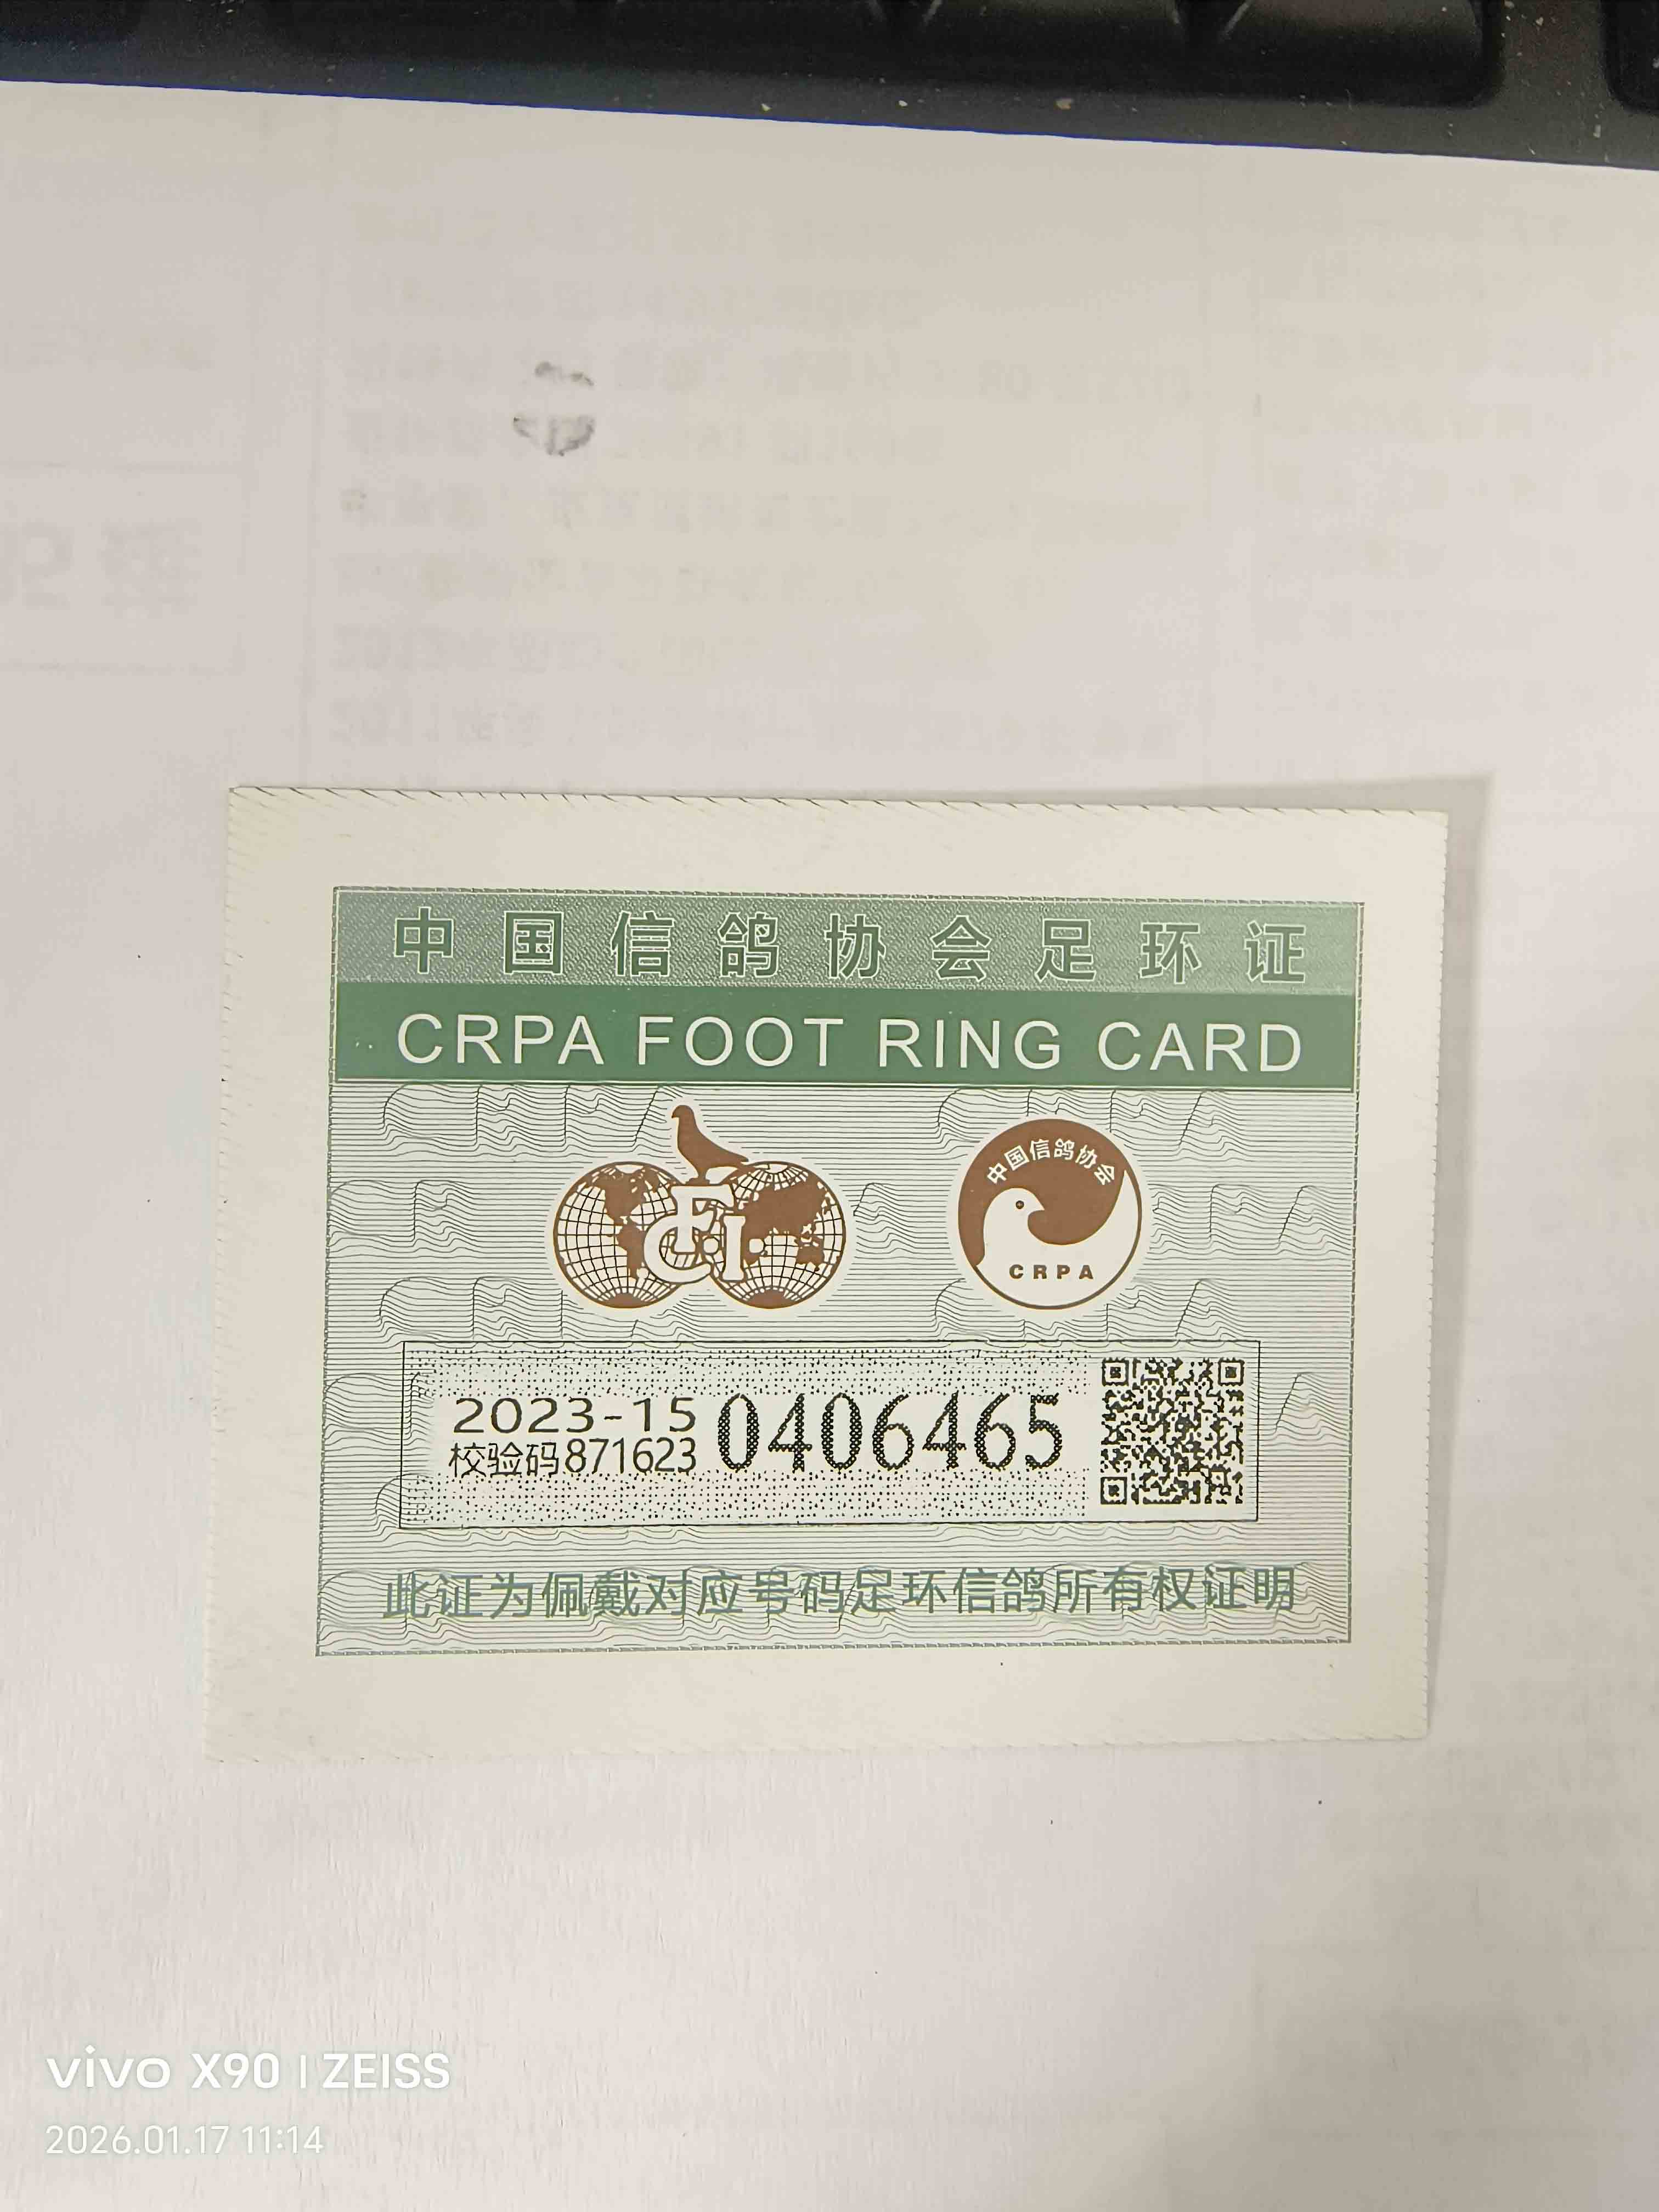 中国信鸽协会足环证
CRPA FOOT RING CARD
FCI
中国信鸽协会
CRPA
2023-15
校验码871623
0406465
此证为佩戴对应号码足环信鸽所有权证明
vivo X90 | ZEISS
2026.01.17 11:14